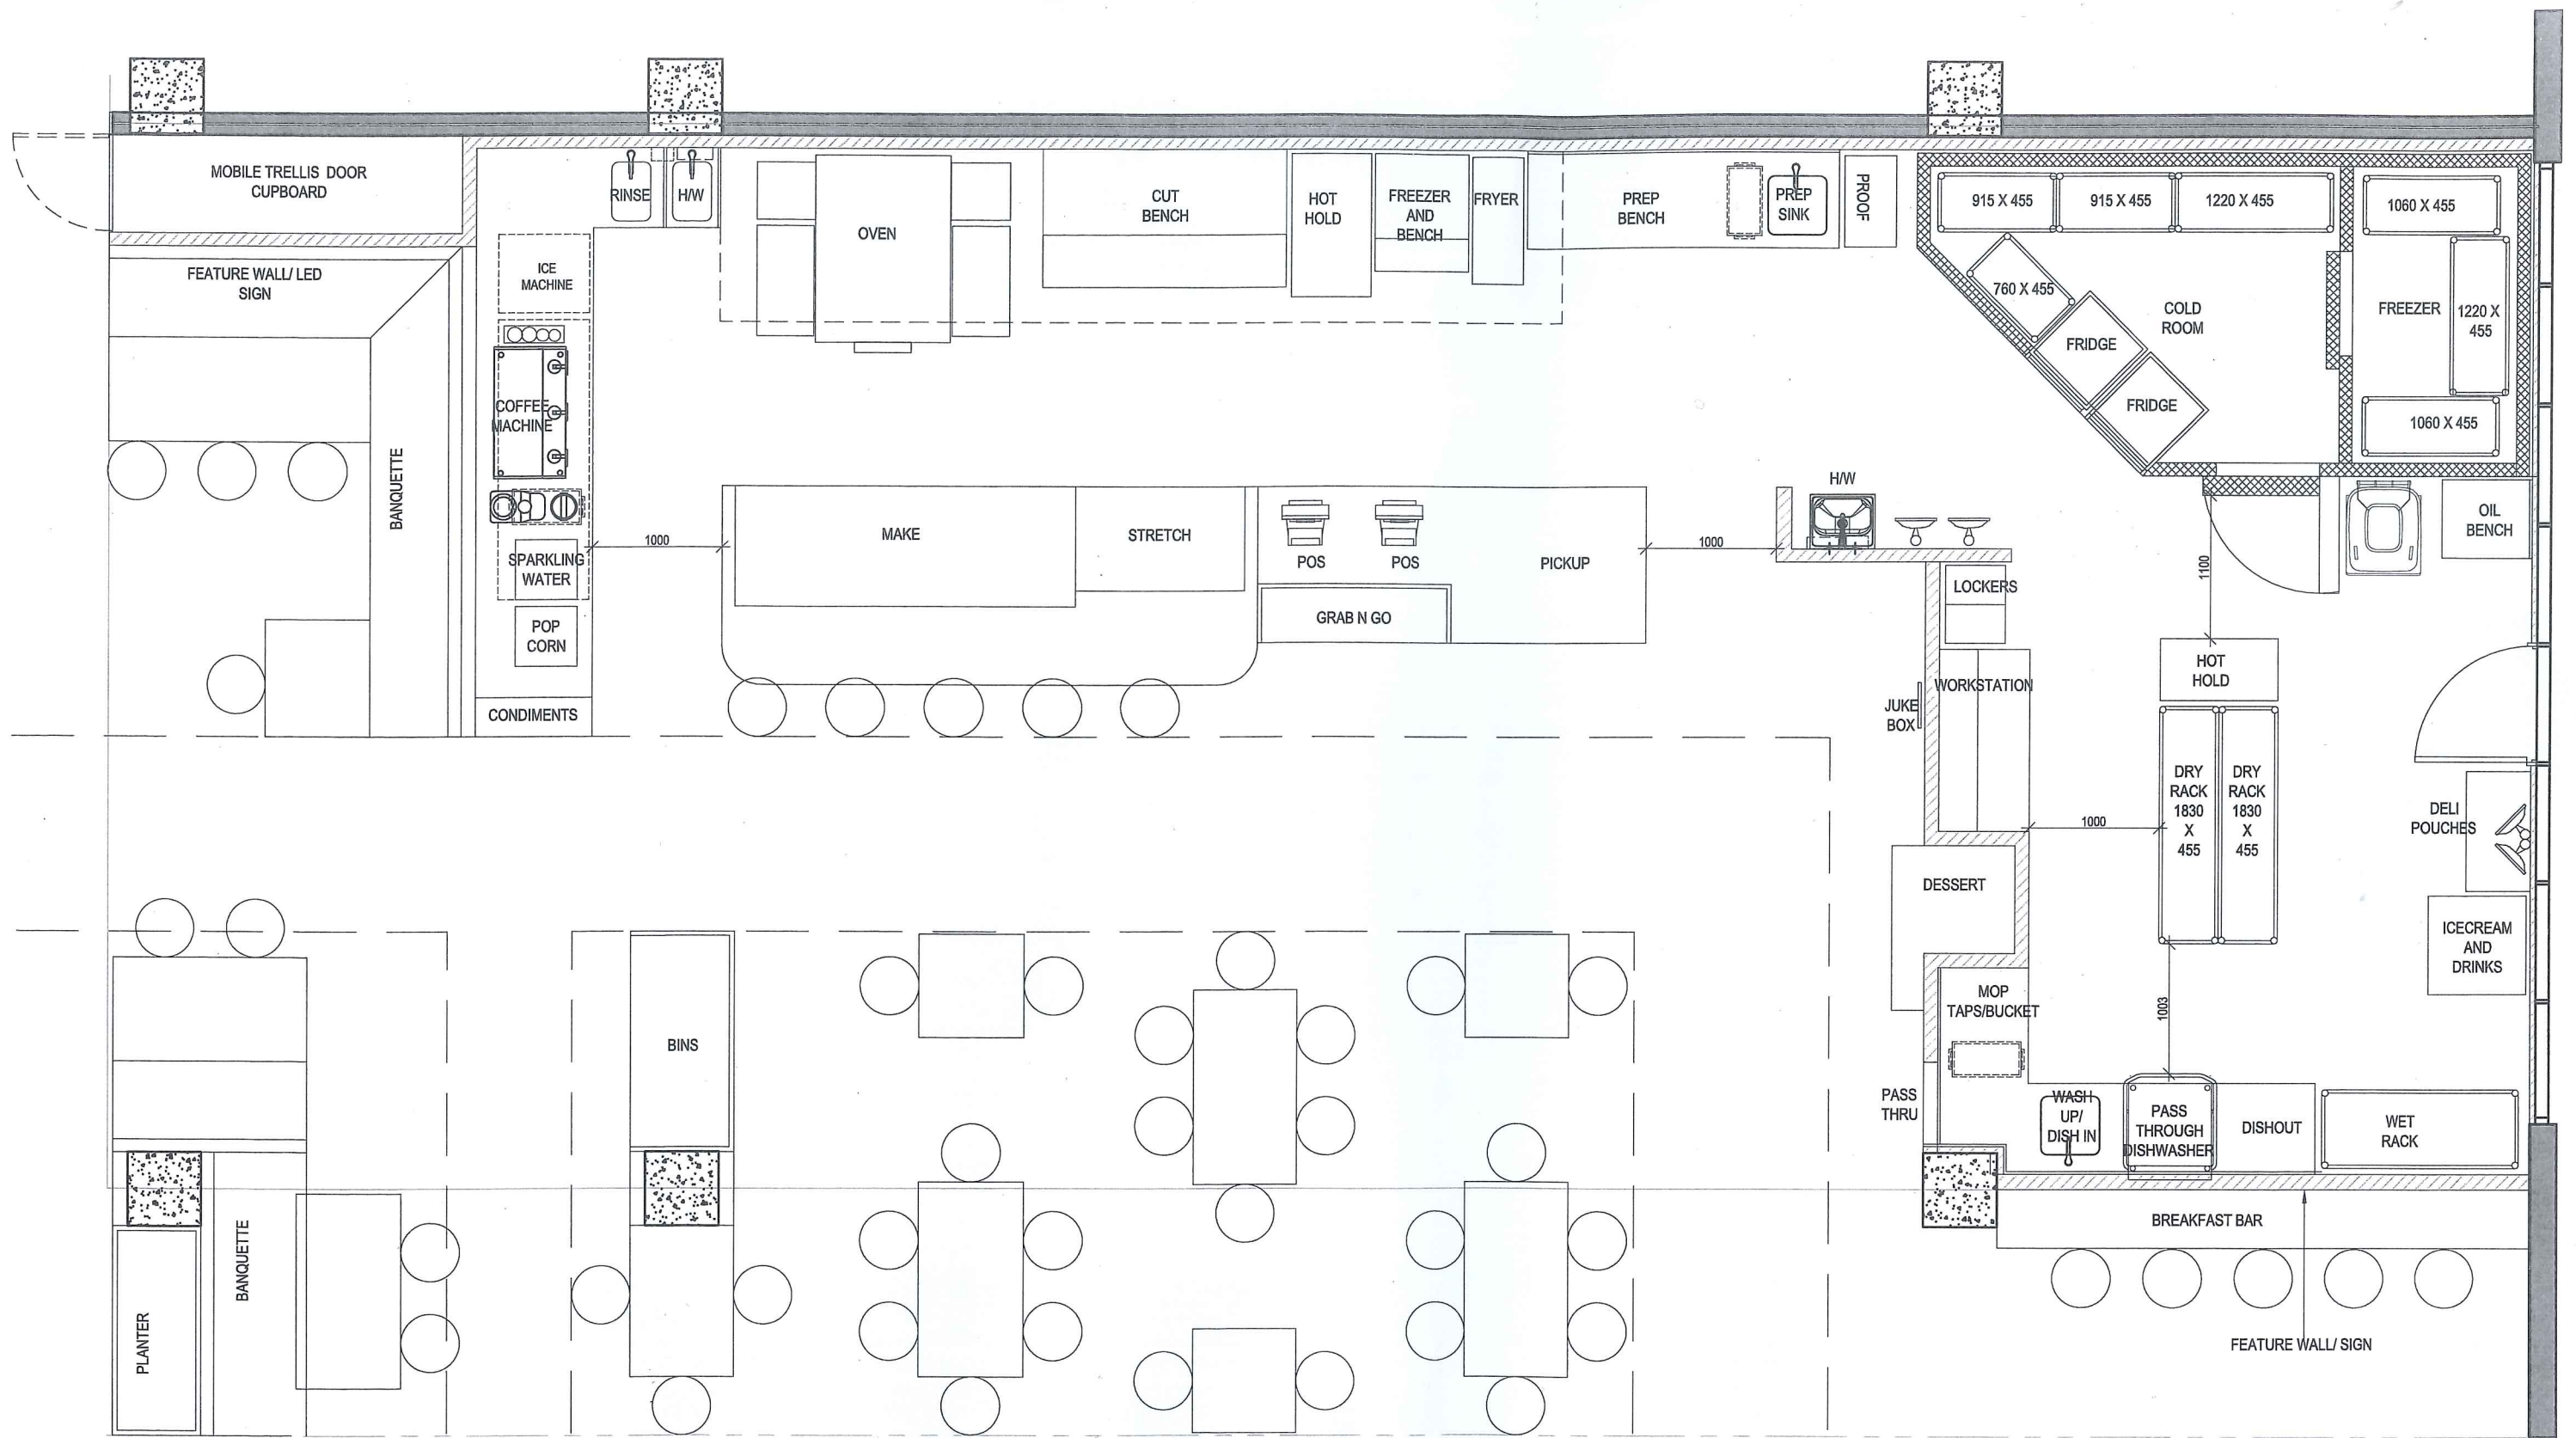 MOBILE TRELLIS DOOR
CUPBOARD
FEATURE WALL/ LED
SIGN
BANQUETTE
RINSE
H/W
ICE
MACHINE
COFFEE
MACHINE
SPARKLING
WATER
POP
CORN
CONDIMENTS
OVEN
CUT
BENCH
HOT
HOLD
FREEZER
AND
BENCH
FRYER
PREP
BENCH
PREP
SINK
PROOF
915 X 455
915 X 455
1220 X 455
1060 X 455
760 X 455
COLD
ROOM
FREEZER
1220 X
455
FRIDGE
FRIDGE
1060 X 455
1000
MAKE
STRETCH
POS
POS
PICKUP
GRAB N GO
1000
H/W
OIL
BENCH
1100
LOCKERS
HOT
HOLD
WORKSTATION
JUKE
BOX
DRY
RACK
1830
X
455
DRY
RACK
1830
X
455
1000
DELI
POUCHES
DESSERT
ICECREAM
AND
DRINKS
MOP
TAPS/BUCKET
1003
BINS
PASS
THRU
WASH
UP/
DISH IN
PASS
THROUGH
DISHWASHER
DISHOUT
WET
RACK
BREAKFAST BAR
FEATURE WALL/ SIGN
BANQUETTE
PLANTER